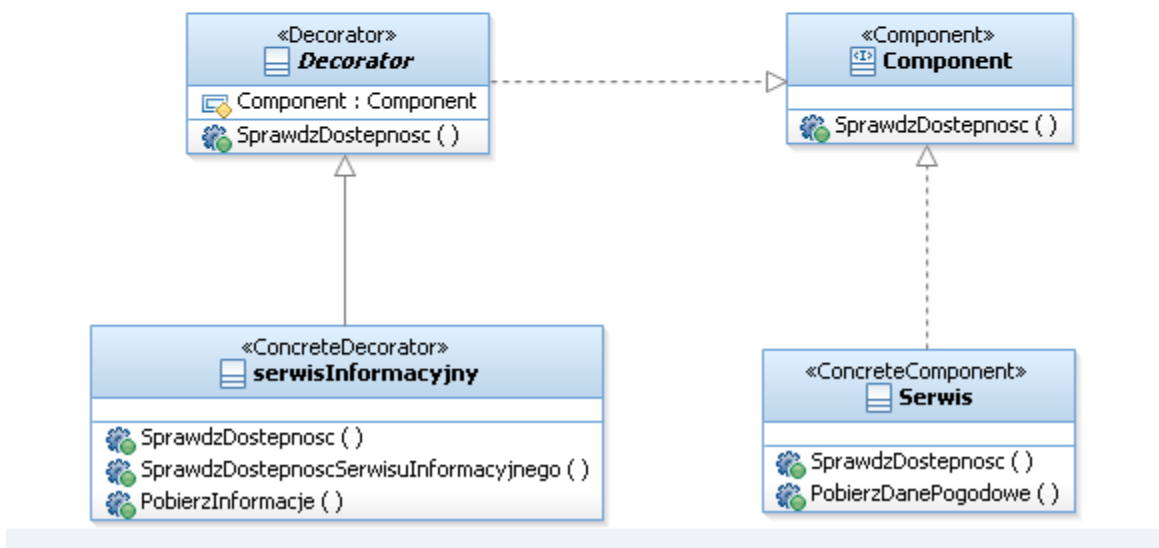 «Decorator»
Decorator
Component : Component
SprawdzDostepnosc ( )
«Component»
Component
SprawdzDostepnosc ( )
«ConcreteDecorator»
serwisInformacyjny
SprawdzDostepnosc ( )
SprawdzDostepnoscSerwisuInformacyjnego ( )
PobierzInformacje ( )
«ConcreteComponent»
Serwis
SprawdzDostepnosc ( )
PobierzDanePogodowe ( )